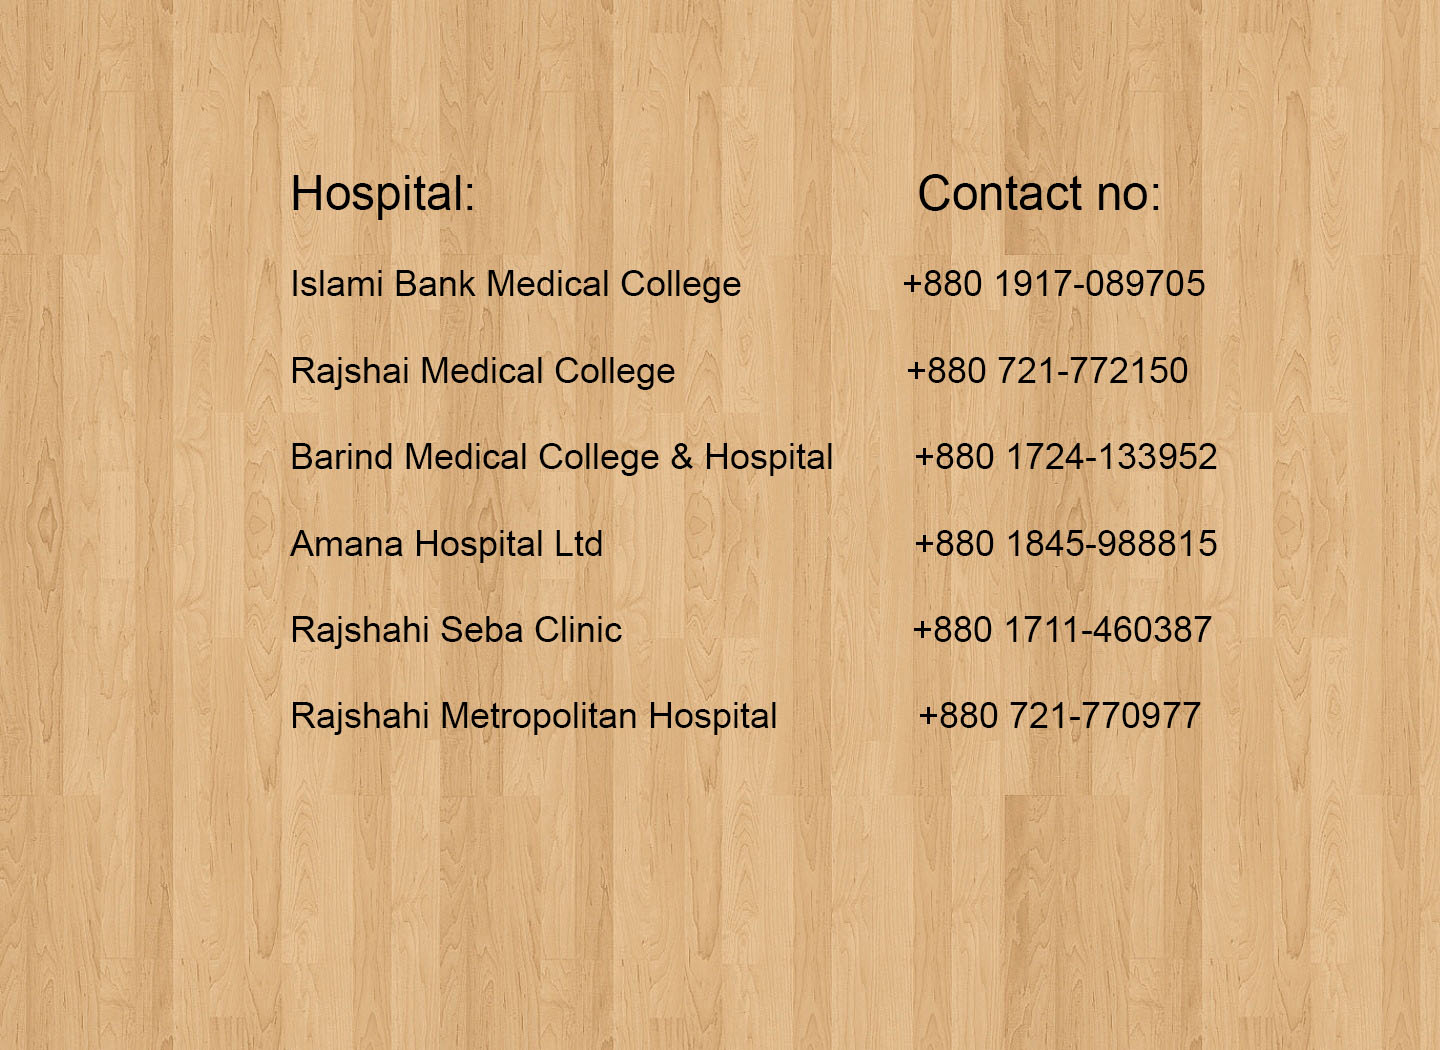 Hospital: Contact no:
Islami Bank Medical College +880 1917-089705
Rajshai Medical College +880 721-772150
Barind Medical College & Hospital +880 1724-133952
Amana Hospital Ltd +880 1845-988815
Rajshahi Seba Clinic +880 1711-460387
Rajshahi Metropolitan Hospital +880 721-770977